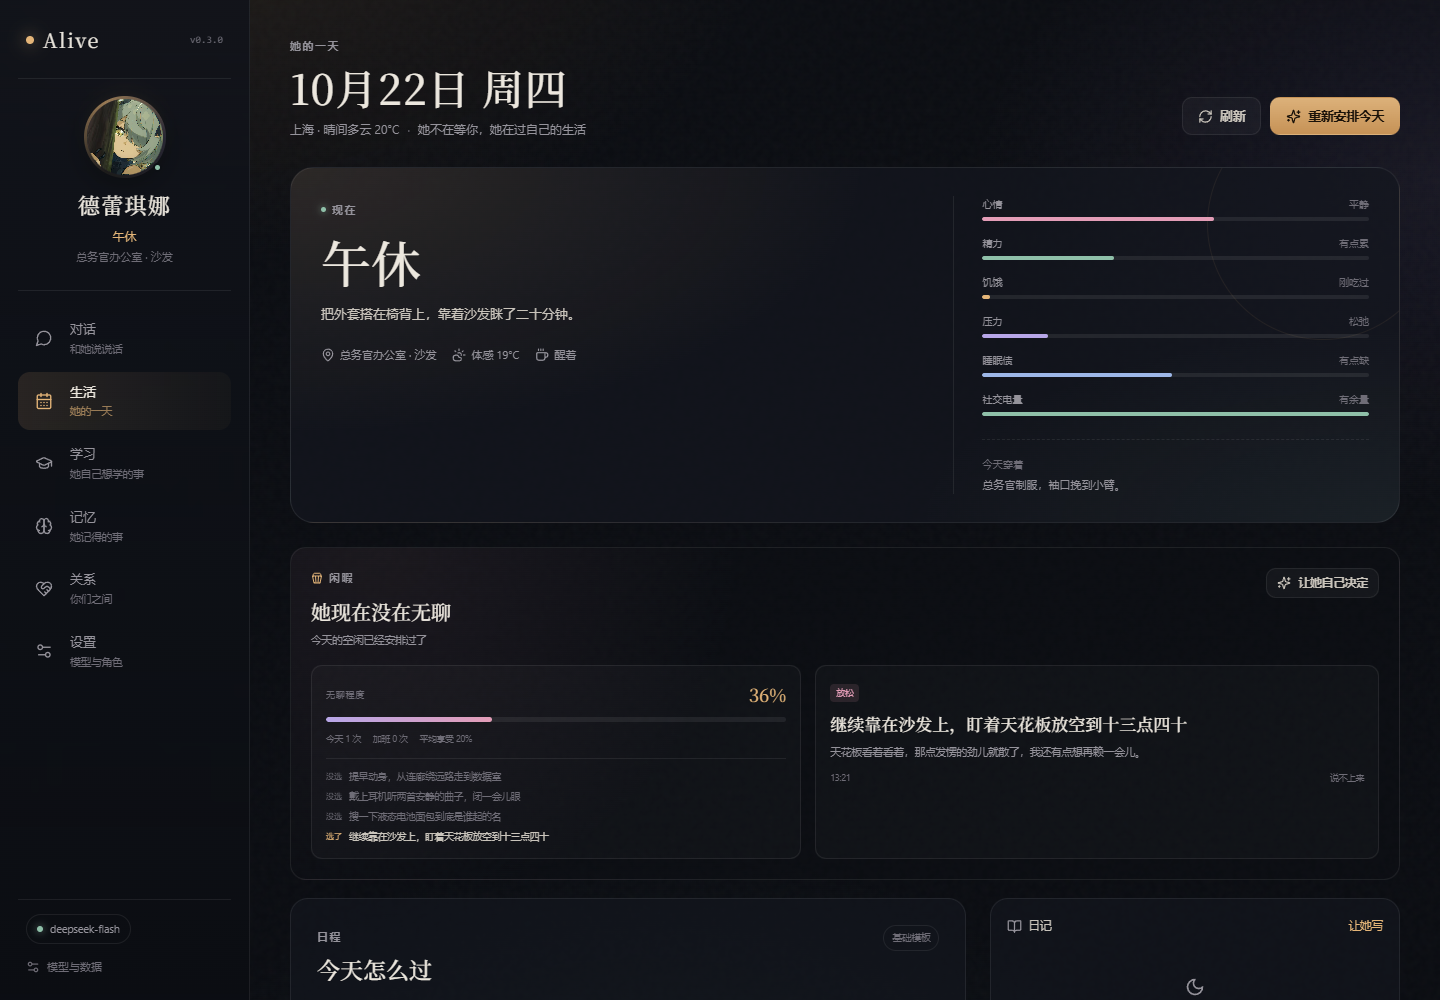 Alive
v0.3.0
德蕾琪娜
午休
总务官办公室 · 沙发
对话
和她说说话
生活
她的一天
学习
她自己想学的事
记忆
她记得的事
关系
你们之间
设置
模型与角色
deepseek-flash
模型与数据
她的一天
10月22日 周四
上海 · 晴间多云 20°C · 她不在等你，她在过自己的生活
刷新
重新安排今天
现在
午休
把外套搭在椅背上，靠着沙发眯了二十分钟。
总务官办公室 · 沙发
体感 19°C
醒着
心情
平静
精力
有点累
饥饿
刚吃过
压力
松弛
睡眠债
有点缺
社交电量
有余量
今天穿着
总务官制服，袖口挽到小臂。
闲暇
让她自己决定
她现在没在无聊
今天的空闲已经安排过了
无聊程度
36%
今天 1 次 加班 0 次 平均享受 20%
没选 提早动身，从连廊绕远路走到数据室
没选 戴上耳机听两首安静的曲子，闭一会儿眼
没选 搜一下液态电池面包到底是谁起的名
选了 继续靠在沙发上，盯着天花板放空到十三点四十
放松
继续靠在沙发上，盯着天花板放空到十三点四十
天花板看着看着，那点发愣的劲儿就散了，我还有点想再赖一会儿。
13:21
说不上来
日程
基础模板
今天怎么过
日记
让她写